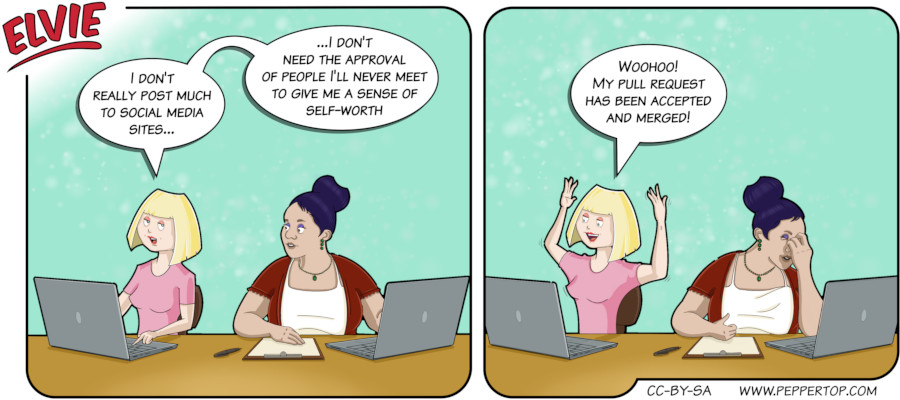 ELVIE
I DON'T
REALLY POST MUCH
TO SOCIAL MEDIA
SITES...
...I DON'T
NEED THE APPROVAL
OF PEOPLE I'LL NEVER MEET
TO GIVE ME A SENSE OF
SELF-WORTH
WOOHOO!
MY PULL REQUEST
HAS BEEN ACCEPTED
AND MERGED!
CC-BY-SA WWW.PEPPERTOP.COM